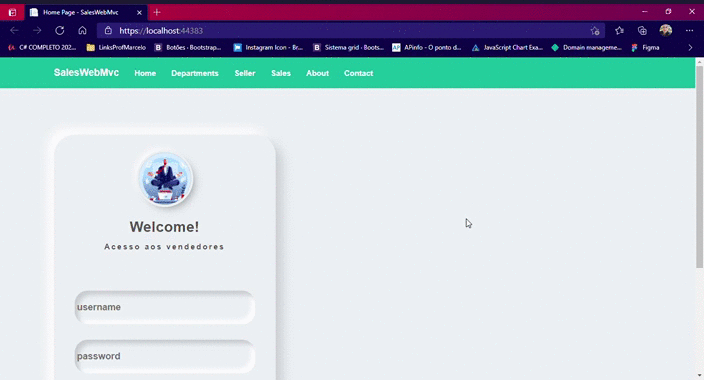 Home Page - SalesWebMvc
https://localhost:44383
C# COMPLETO 202...
LinksProfMarcelo
Botões · Bootstrap...
Instagram Icon - Br...
Sistema grid · Boots...
APinfo - O ponto d...
JavaScript Chart Exa...
Domain manageme...
Figma
SalesWebMvc Home Departments Seller Sales About Contact
Welcome!
Acesso aos vendedores
username
password